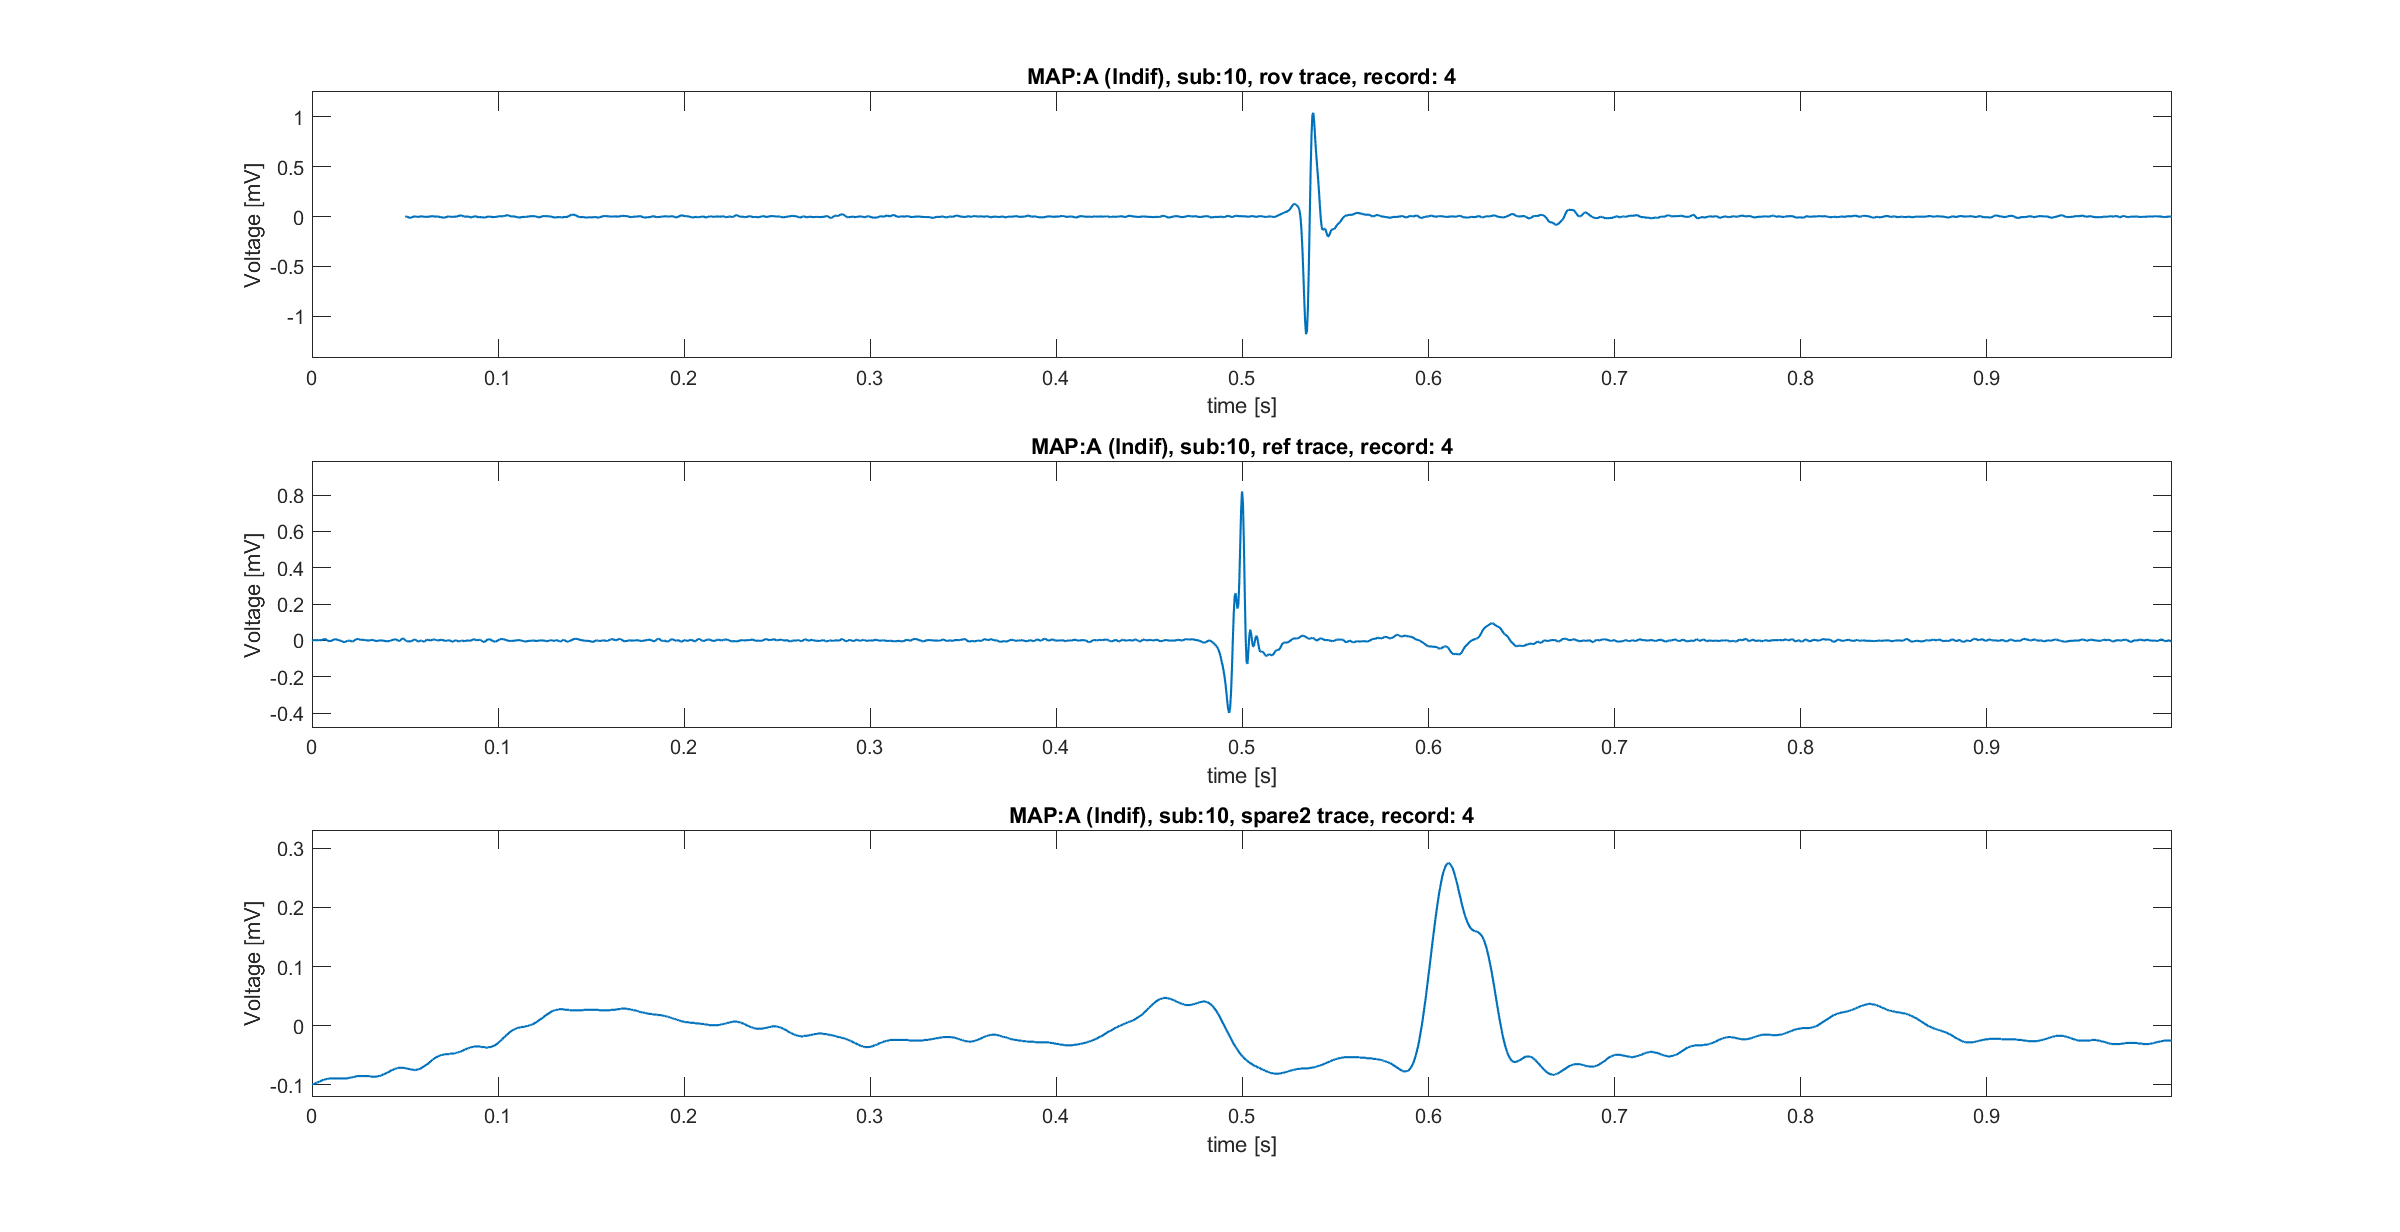 MAP:A (Indif), sub:10, rov trace, record: 4
Voltage [mV]
1
0.5
0
-0.5
-1
0 0.1 0.2 0.3 0.4 0.5 0.6 0.7 0.8 0.9
time [s]
MAP:A (Indif), sub:10, ref trace, record: 4
Voltage [mV]
0.8
0.6
0.4
0.2
0
-0.2
-0.4
0 0.1 0.2 0.3 0.4 0.5 0.6 0.7 0.8 0.9
time [s]
MAP:A (Indif), sub:10, spare2 trace, record: 4
Voltage [mV]
0.3
0.2
0.1
0
-0.1
0 0.1 0.2 0.3 0.4 0.5 0.6 0.7 0.8 0.9
time [s]